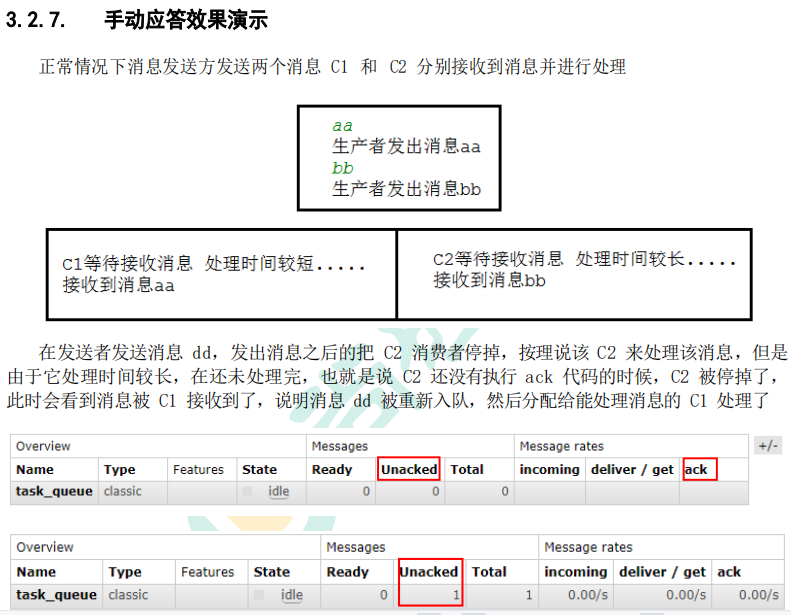 3.2.7. 手动应答效果演示
正常情况下消息发送方发送两个消息 C1 和 C2 分别接收到消息并进行处理
aa
生产者发出消息aa
bb
生产者发出消息bb
C1等待接收消息 处理时间较短.....
接收到消息aa
C2等待接收消息 处理时间较长.....
接收到消息bb
在发送者发送消息 dd，发出消息之后的把 C2 消费者停掉，按理说该 C2 来处理该消息，但是
由于它处理时间较长，在还未处理完，也就是说 C2 还没有执行 ack 代码的时候，C2 被停掉了，
此时会看到消息被 C1 接收到了，说明消息 dd 被重新入队，然后分配给能处理消息的 C1 处理了
Overview Messages Message rates +/-
Name Type Features State Ready Unacked Total incoming deliver / get ack
task_queue classic idle 0 0 0
Overview Messages Message rates
Name Type Features State Ready Unacked Total incoming deliver / get ack
task_queue classic idle 0 1 1 0.00/s 0.00/s 0.00/s